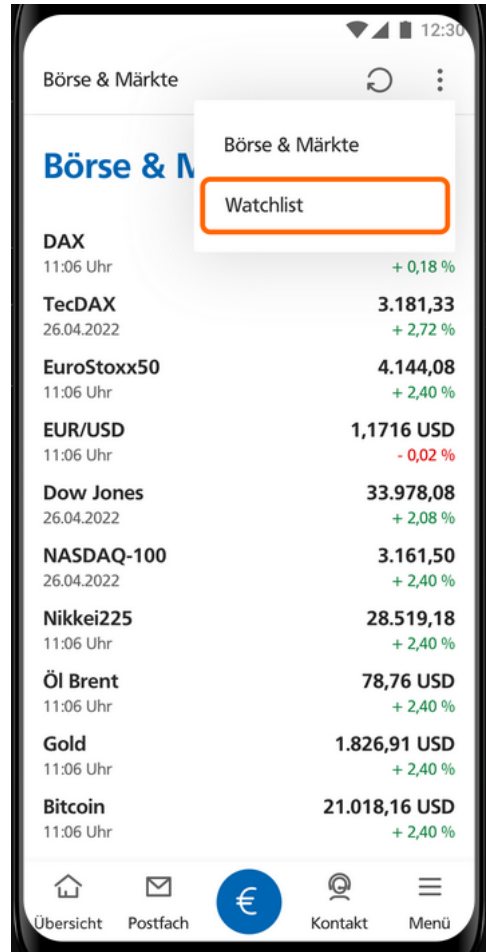 12:30
Börse & Märkte
Börse & Märkte
Watchlist
Börse & M
DAX
11:06 Uhr + 0,18 %
TecDAX 3.181,33
26.04.2022 + 2,72 %
EuroStoxx50 4.144,08
11:06 Uhr + 2,40 %
EUR/USD 1,1716 USD
11:06 Uhr - 0,02 %
Dow Jones 33.978,08
26.04.2022 + 2,08 %
NASDAQ-100 3.161,50
26.04.2022 + 2,40 %
Nikkei225 28.519,18
11:06 Uhr + 2,40 %
Öl Brent 78,76 USD
11:06 Uhr + 2,40 %
Gold 1.826,91 USD
11:06 Uhr + 2,40 %
Bitcoin 21.018,16 USD
11:06 Uhr + 2,40 %
€
Übersicht Postfach Kontakt Menü